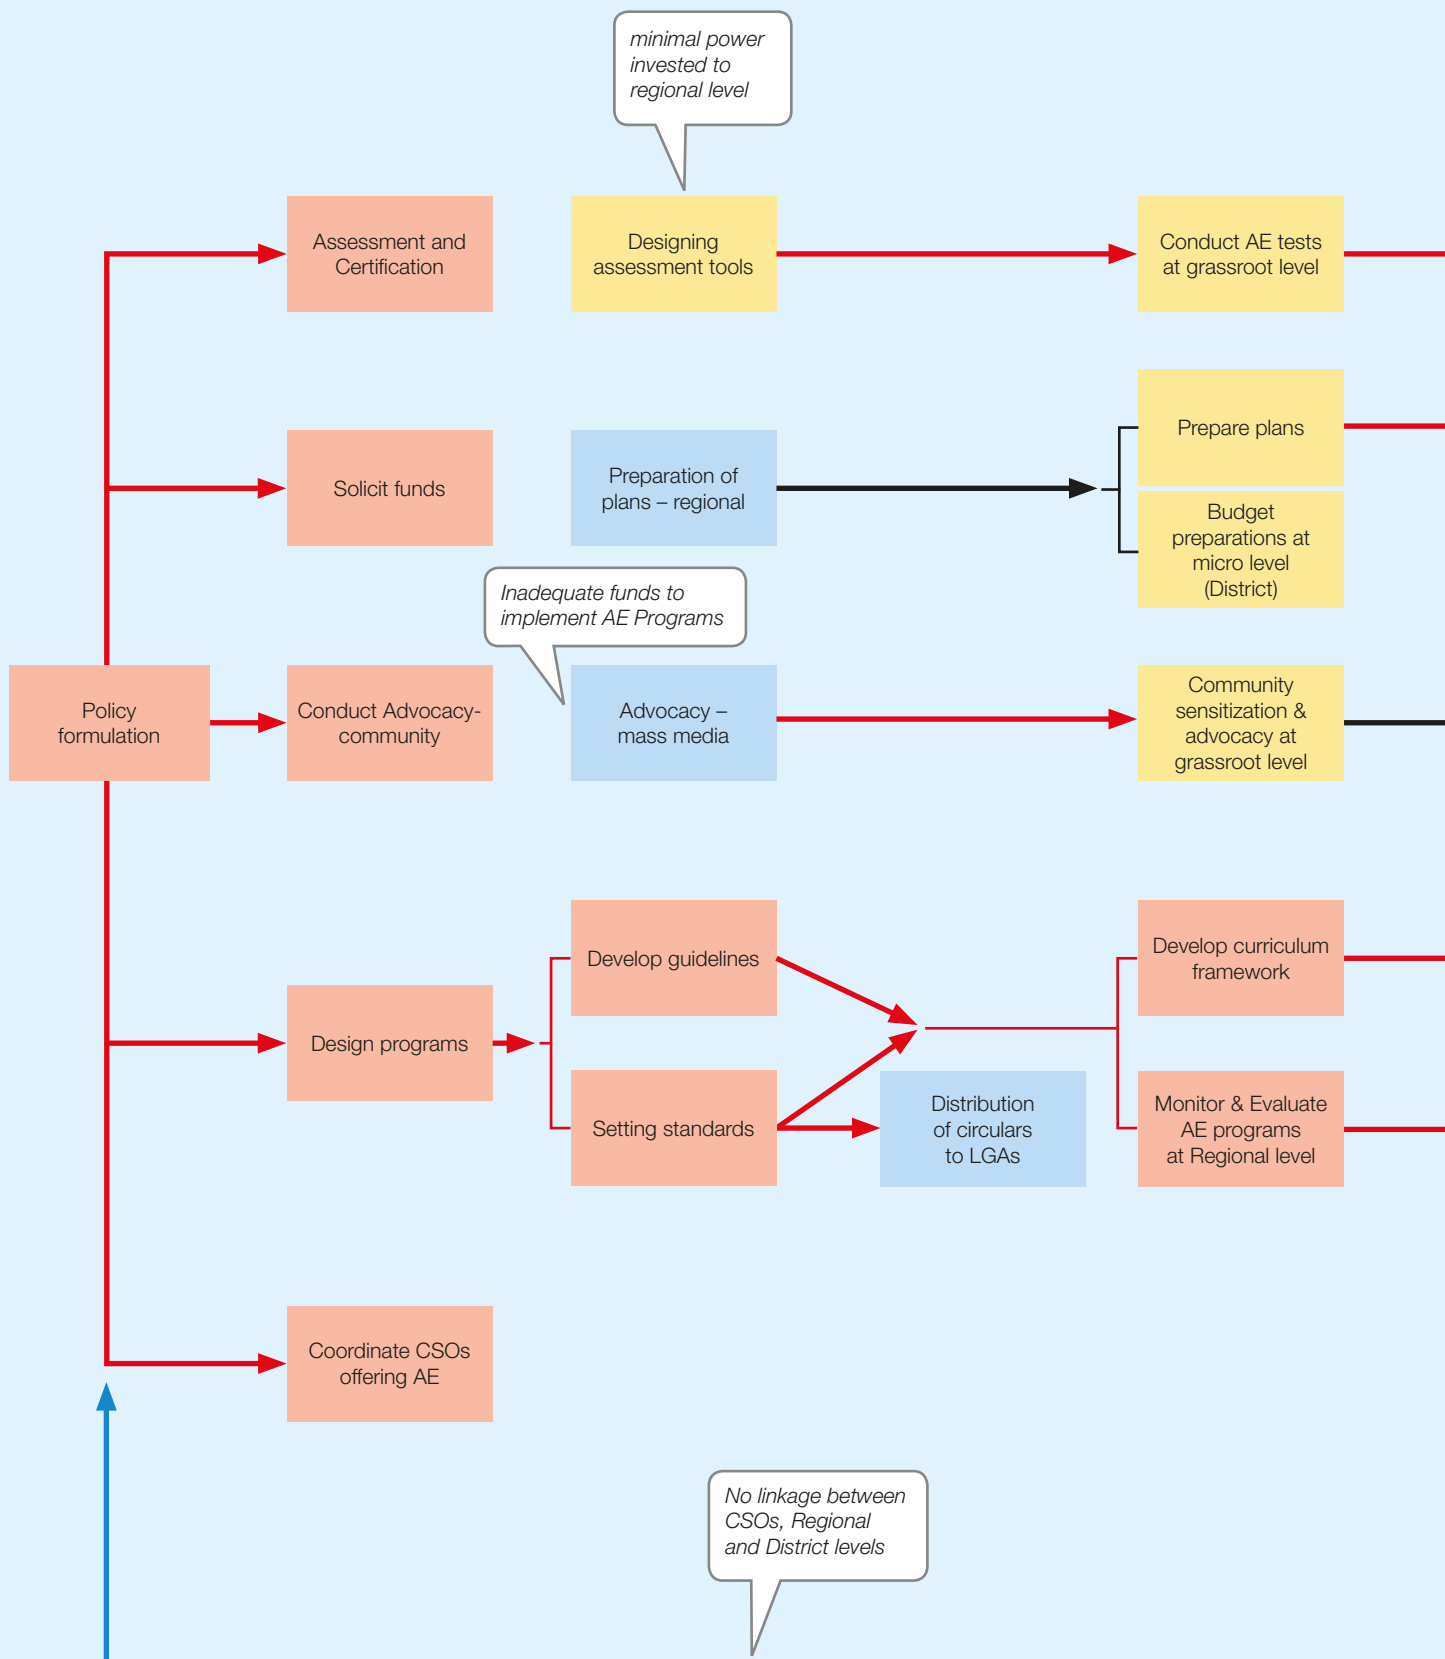 minimal power
invested to
regional level
Assessment and
Certification
Designing
assessment tools
Conduct AE tests
at grassroot level
Solicit funds
Preparation of
plans – regional
Prepare plans
Budget
preparations at
micro level
(District)
Inadequate funds to
implement AE Programs
Policy
formulation
Conduct Advocacy-
community
Advocacy –
mass media
Community
sensitization &
advocacy at
grassroot level
Design programs
Develop guidelines
Setting standards
Distribution
of circulars
to LGAs
Develop curriculum
framework
Monitor & Evaluate
AE programs
at Regional level
Coordinate CSOs
offering AE
No linkage between
CSOs, Regional
and District levels